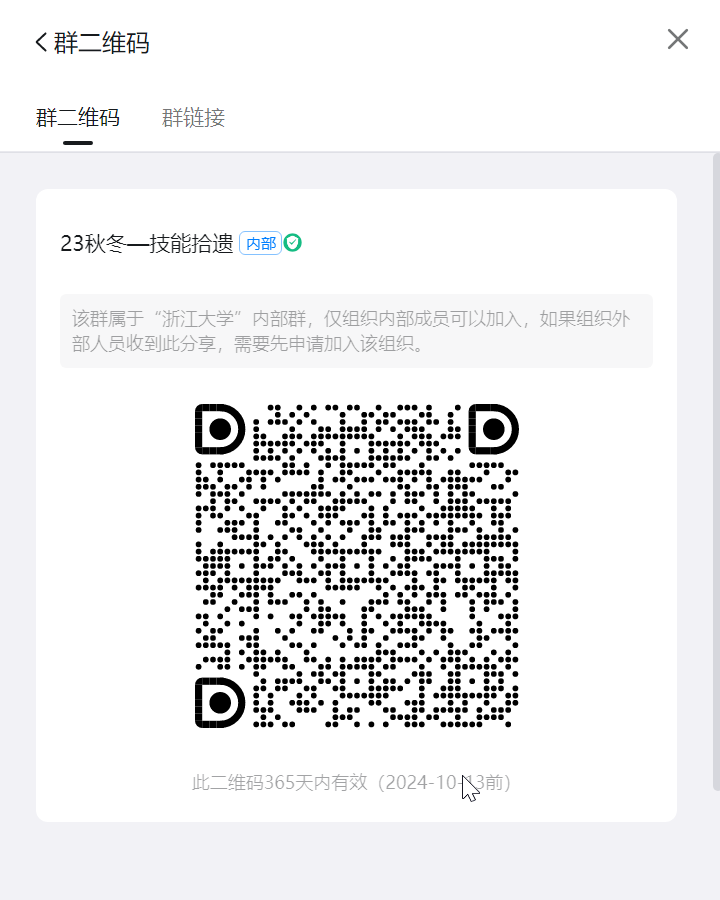 群二维码
群二维码 群链接
23秋冬—技能拾遗 内部
该群属于“浙江大学”内部群，仅组织内部成员可以加入，如果组织外
部人员收到此分享，需要先申请加入该组织。
此二维码365天内有效（2024-10-13前）